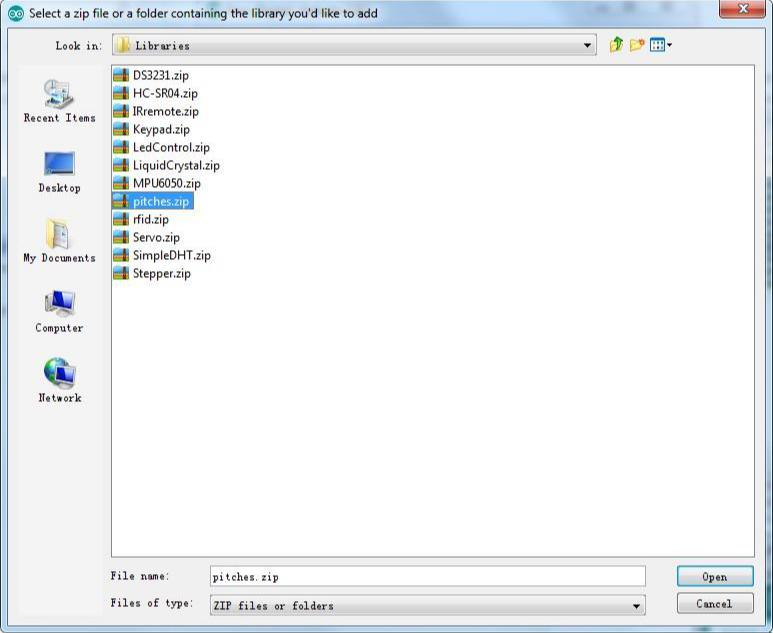 Select a zip file or a folder containing the library you'd like to add
Look in: Libraries
DS3231.zip
HC-SR04.zip
IRremote.zip
Keypad.zip
LedControl.zip
LiquidCrystal.zip
MPU6050.zip
pitches.zip
rfid.zip
Servo.zip
SimpleDHT.zip
Stepper.zip
Recent Items
Desktop
My Documents
Computer
Network
File name: pitches.zip
Open
Files of type: ZIP files or folders
Cancel